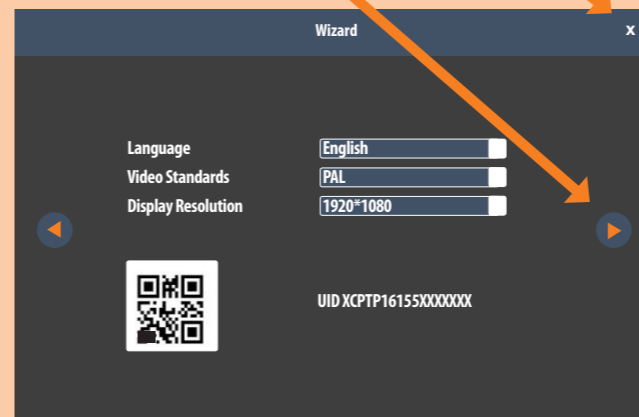 Wizard
x
Language English
Video Standards PAL
Display Resolution 1920*1080
UID XCPTP16155XXXXXXX